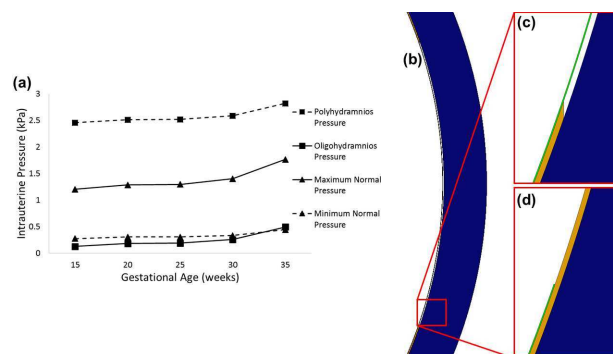 (a)
Intrauterine Pressure (kPa)
3
2.5
2
1.5
1
0.5
0
15
20
25
30
35
Gestational Age (weeks)
Polyhydramnios
Pressure
Oligohydramnios
Pressure
Maximum Normal
Pressure
Minimum Normal
Pressure
(b)
(c)
(d)